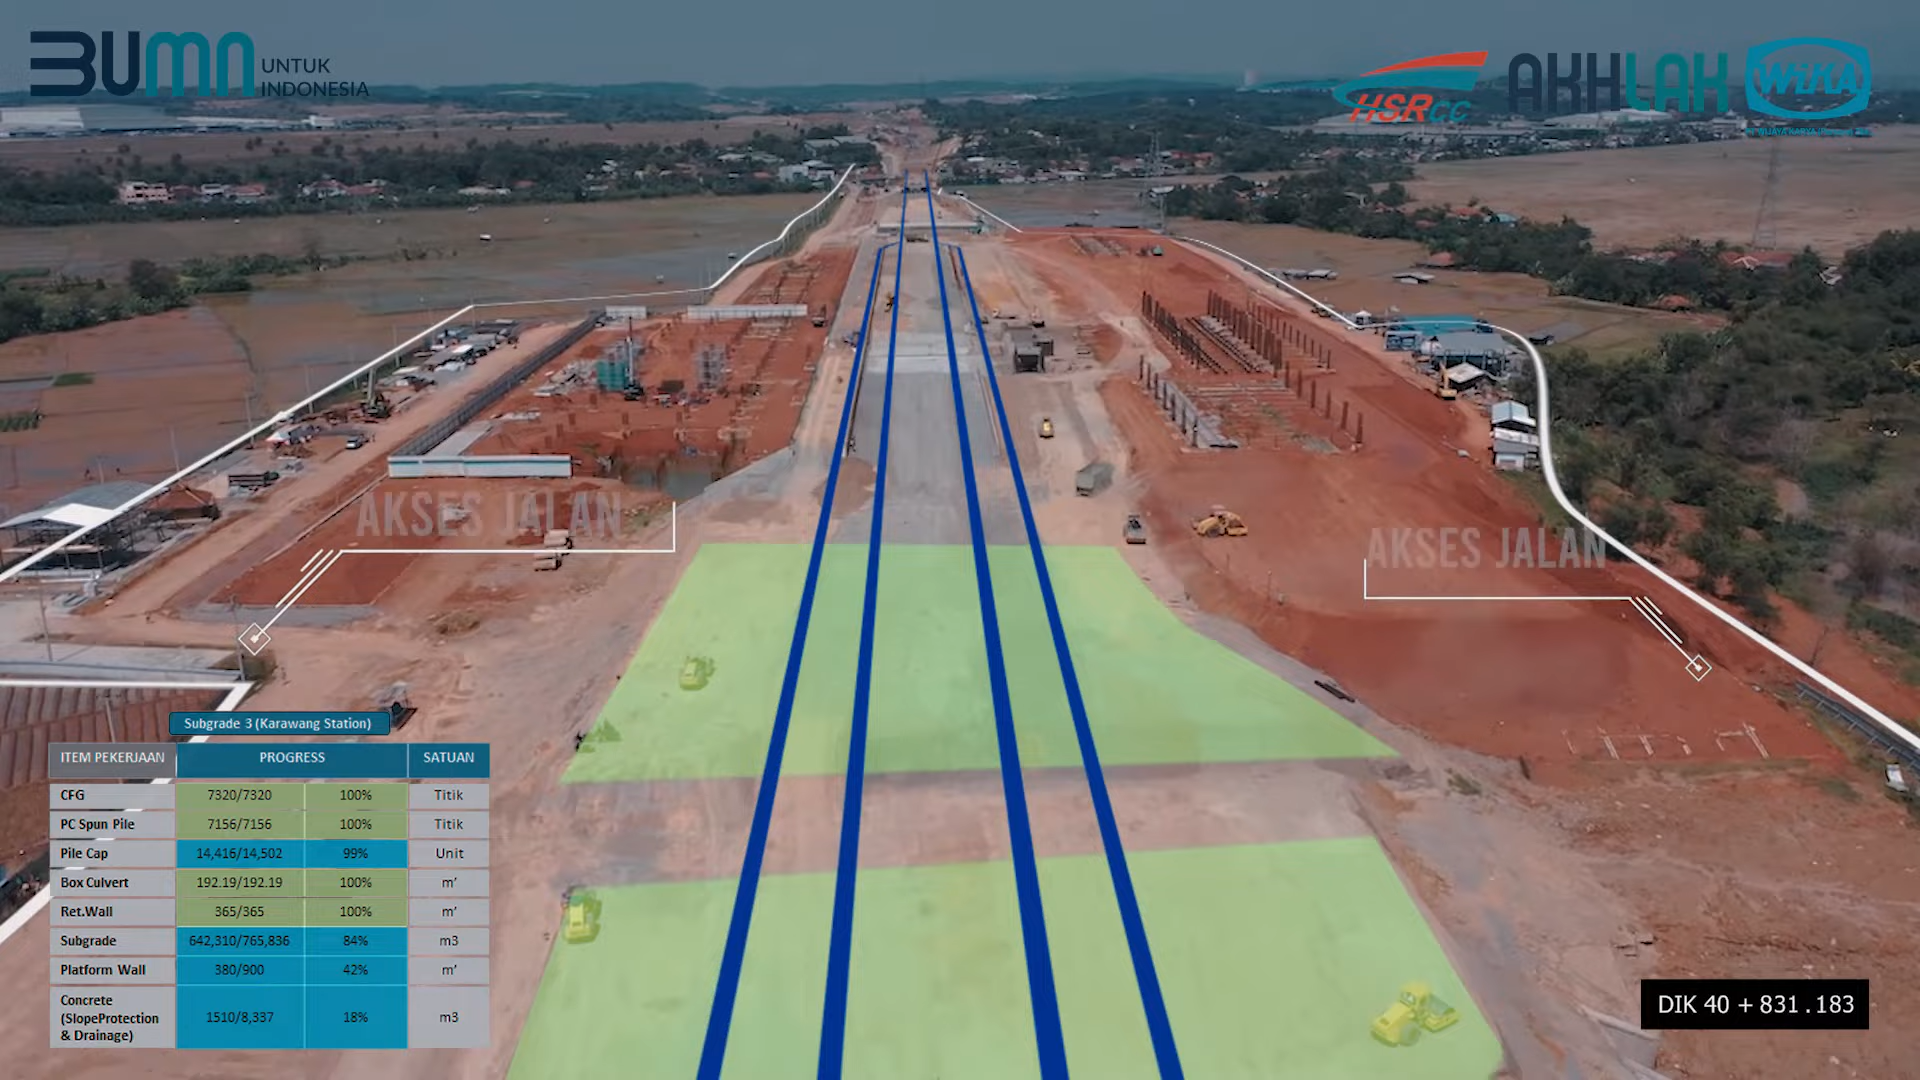 BUMN UNTUK INDONESIA
HSRCC
AKHLAK
WIKA
AKSES JALAN
AKSES JALAN
Subgrade 3 (Karawang Station)
ITEM PEKERJAAN PROGRESS SATUAN
CFG 7320/7320 100% Titik
PC Spun Pile 7156/7156 100% Titik
Pile Cap 14,416/14,502 99% Unit
Box Culvert 192.19/192.19 100% m'
Ret.Wall 365/365 100% m'
Subgrade 642,310/765,836 84% m3
Platform Wall 380/900 42% m'
Concrete (SlopeProtection & Drainage) 1510/8,337 18% m3
DIK 40 + 831.183